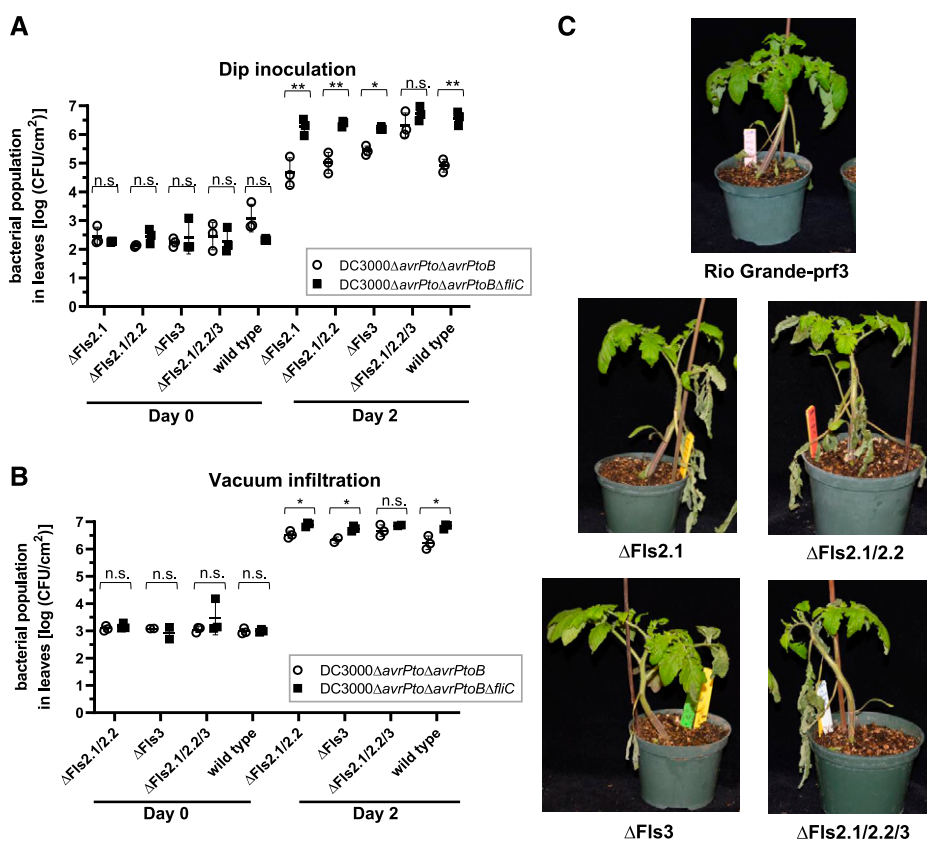 A
Dip inoculation
bacterial population
in leaves [log (CFU/cm²)]
7
6
5
4
3
2
1
0
n.s. n.s. n.s. n.s. n.s. ** ** * n.s. **
DC3000ΔavrPtoΔavrPtoB
DC3000ΔavrPtoΔavrPtoBΔfliC
ΔFls2.1 ΔFls2.1/2.2 ΔFls3 ΔFls2.1/2.2/3 wild type ΔFls2.1 ΔFls2.1/2.2 ΔFls3 ΔFls2.1/2.2/3 wild type
Day 0 Day 2
B
Vacuum infiltration
bacterial population
in leaves [log (CFU/cm²)]
7
6
5
4
3
2
1
0
n.s. n.s. n.s. n.s. * * n.s. *
DC3000ΔavrPtoΔavrPtoB
DC3000ΔavrPtoΔavrPtoBΔfliC
ΔFls2.1/2.2 ΔFls3 ΔFls2.1/2.2/3 wild type ΔFls2.1/2.2 ΔFls3 ΔFls2.1/2.2/3 wild type
Day 0 Day 2
C
Rio Grande-prf3
ΔFls2.1 ΔFls2.1/2.2
ΔFls3 ΔFls2.1/2.2/3